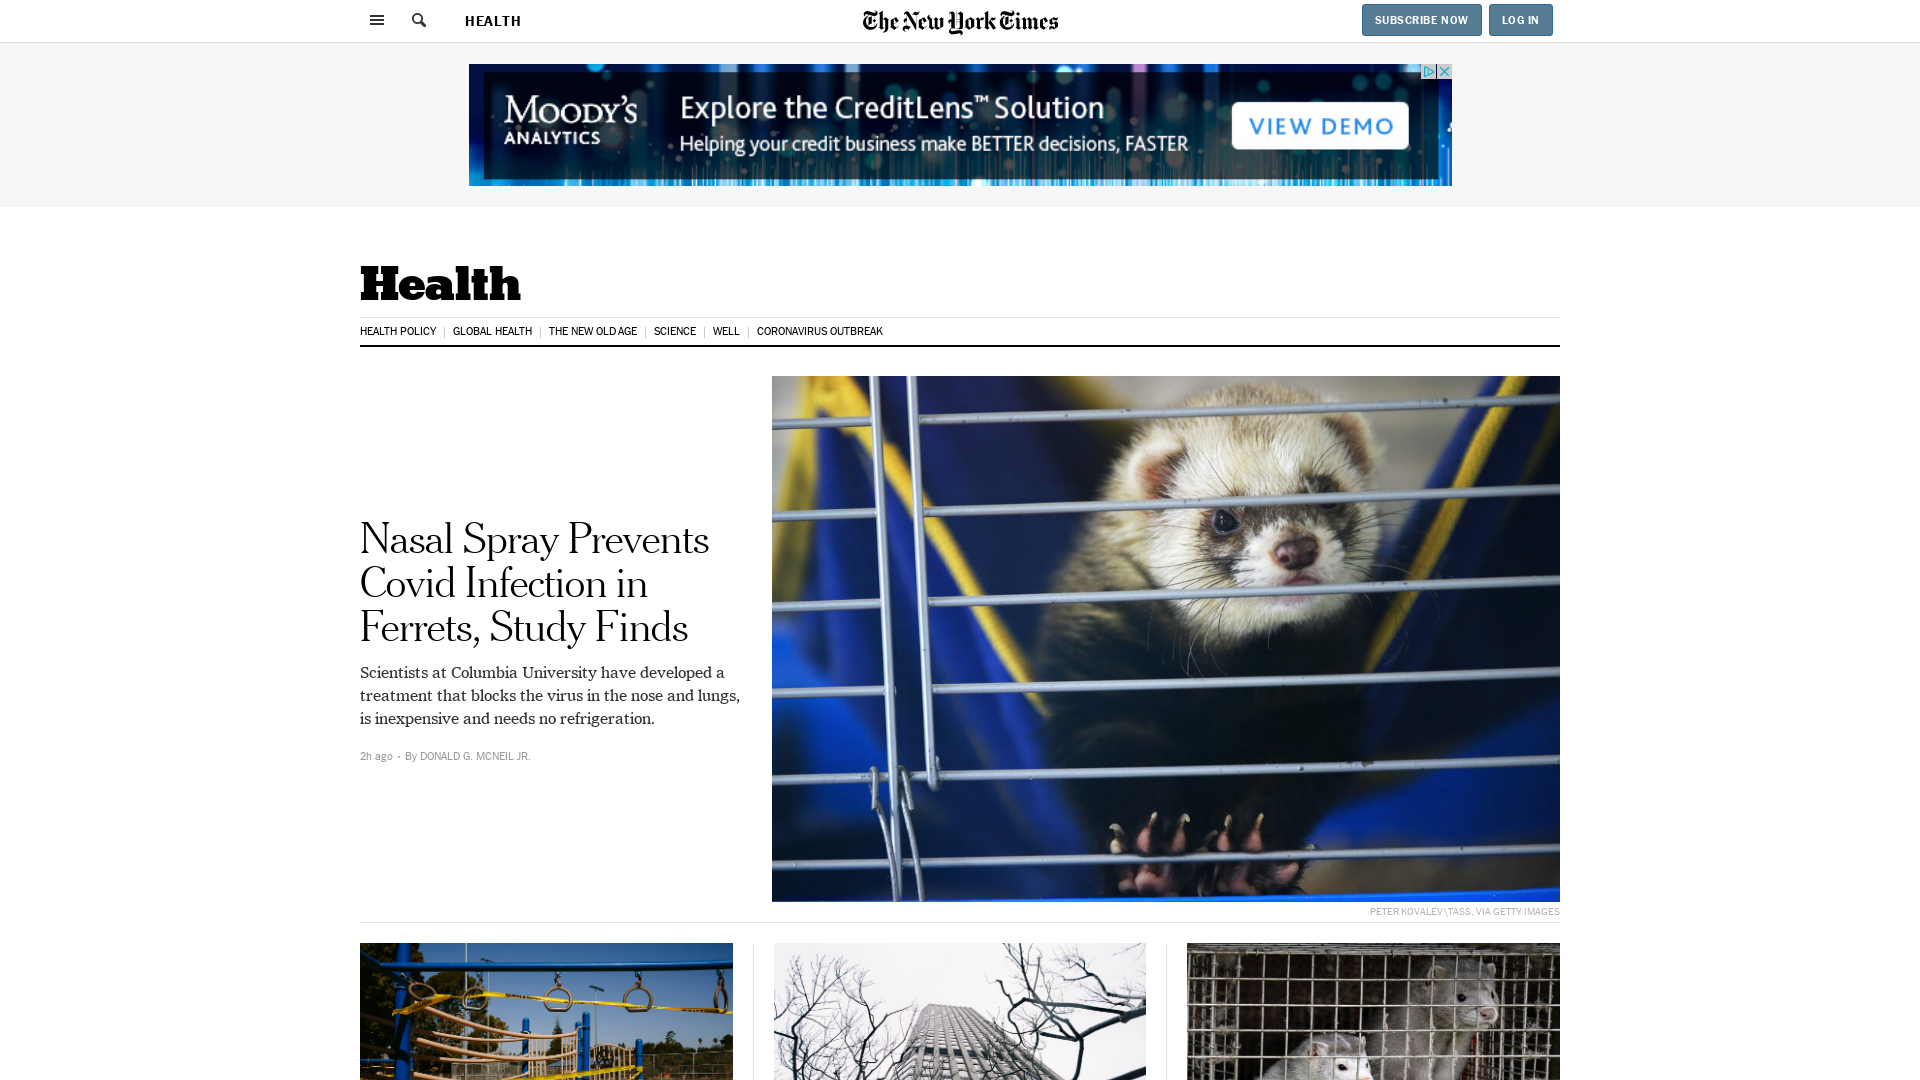 HEALTH
The New York Times
SUBSCRIBE NOW
LOG IN
MOODY'S
ANALYTICS
Explore the CreditLens™ Solution
Helping your credit business make BETTER decisions, FASTER
VIEW DEMO
Health
HEALTH POLICY
GLOBAL HEALTH
THE NEW OLD AGE
SCIENCE
WELL
CORONAVIRUS OUTBREAK
Nasal Spray Prevents
Covid Infection in
Ferrets, Study Finds
Scientists at Columbia University have developed a
treatment that blocks the virus in the nose and lungs,
is inexpensive and needs no refrigeration.
2h ago • By DONALD G. MCNEIL JR.
PETER KOVALEV\TASS, VIA GETTY IMAGES